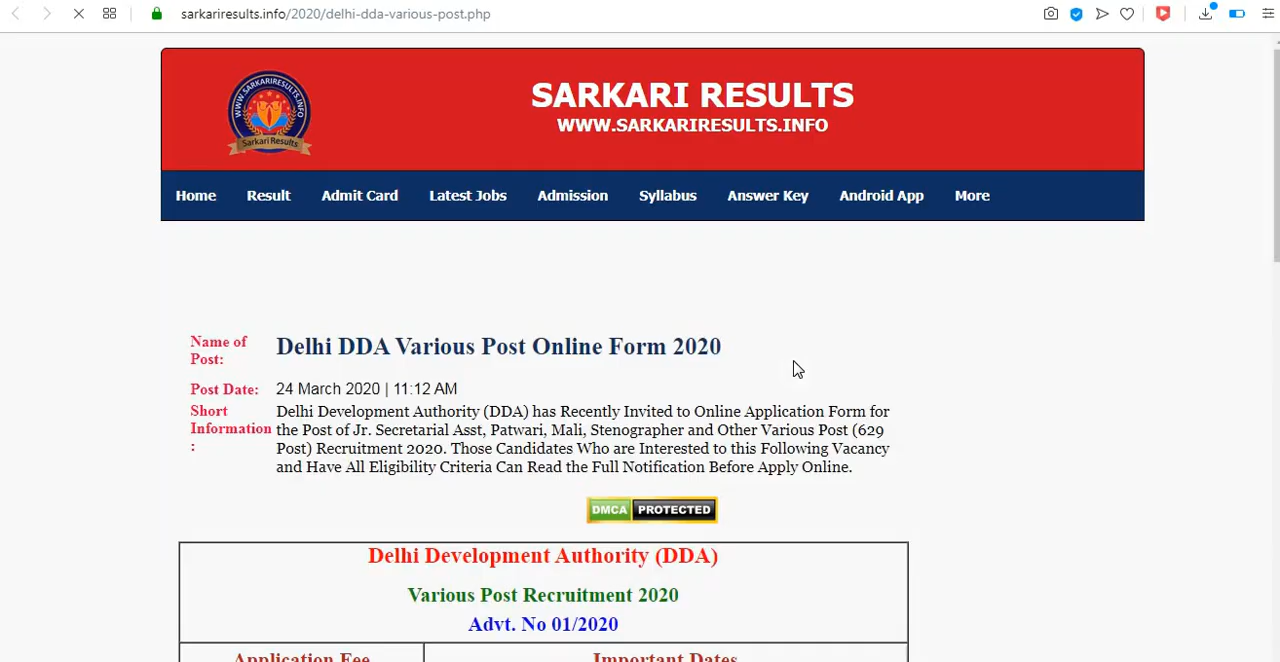 sarkariresults.info/2020/delhi-dda-various-post.php
WWW.SARKARIRESULTS.INFO
Sarkari Results
SARKARI RESULTS
WWW.SARKARIRESULTS.INFO
Home Result Admit Card Latest Jobs Admission Syllabus Answer Key Android App More
Name of Post: Delhi DDA Various Post Online Form 2020
Post Date: 24 March 2020 | 11:12 AM
Short Information : Delhi Development Authority (DDA) has Recently Invited to Online Application Form for
the Post of Jr. Secretarial Asst, Patwari, Mali, Stenographer and Other Various Post (629
Post) Recruitment 2020. Those Candidates Who are Interested to this Following Vacancy
and Have All Eligibility Criteria Can Read the Full Notification Before Apply Online.
DMCA PROTECTED
Delhi Development Authority (DDA)
Various Post Recruitment 2020
Advt. No 01/2020
Application Fee Important Dates